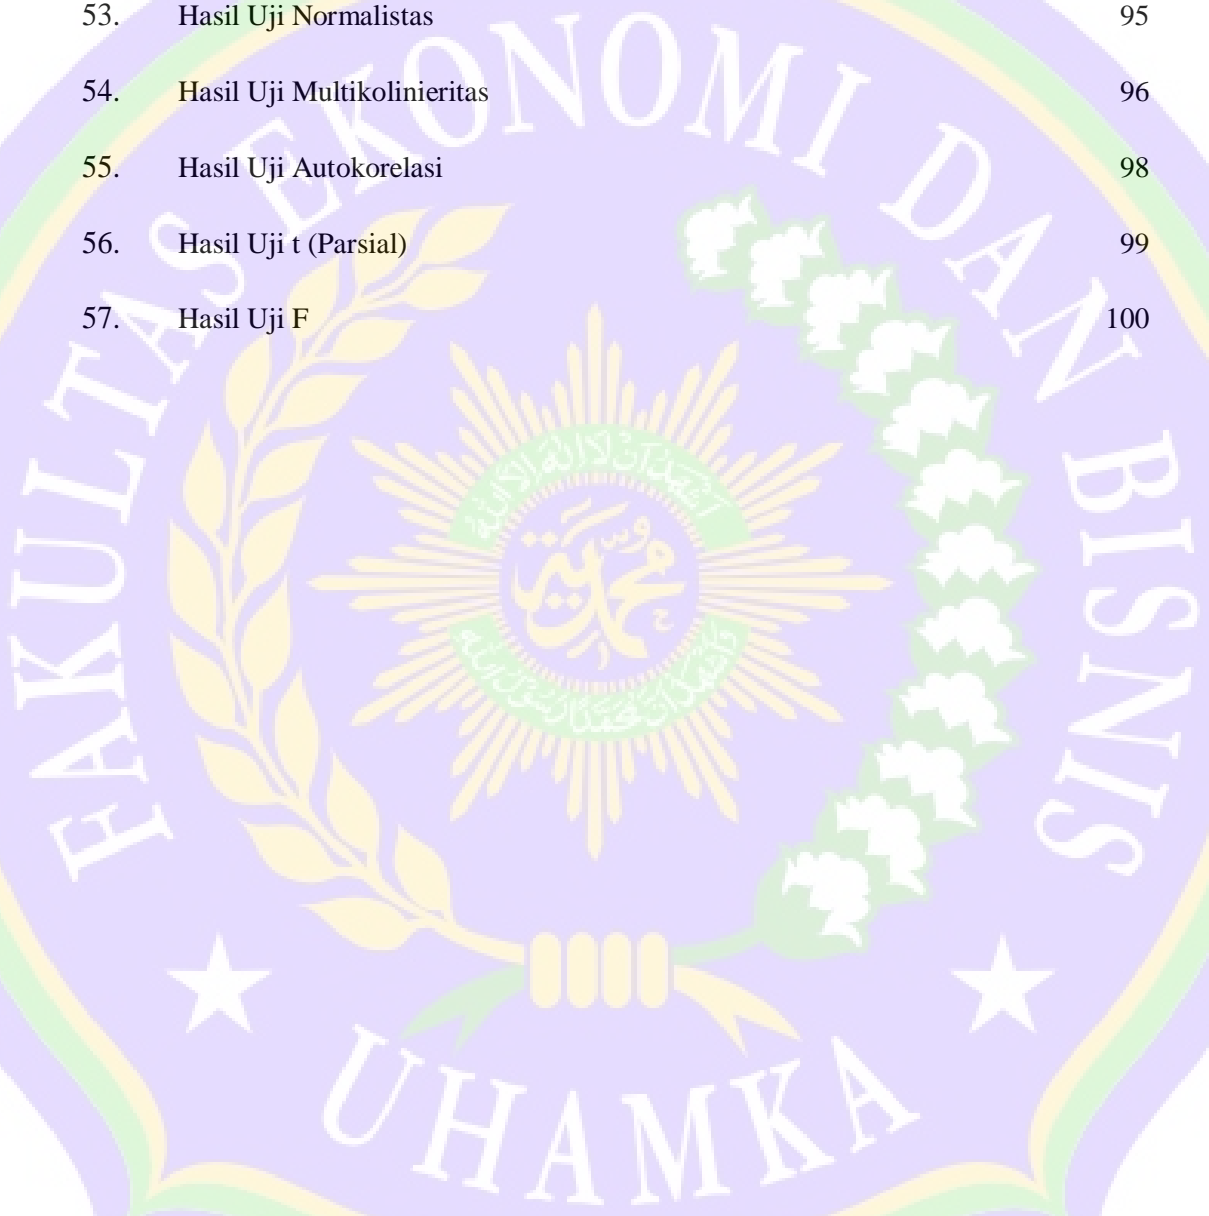 53. Hasil Uji Normalistas 95
54. Hasil Uji Multikolinieritas 96
55. Hasil Uji Autokorelasi 98
56. Hasil Uji t (Parsial) 99
57. Hasil Uji F 100
FAKULTAS EKONOMI DAN BISNIS
محمدية
UHAMKA